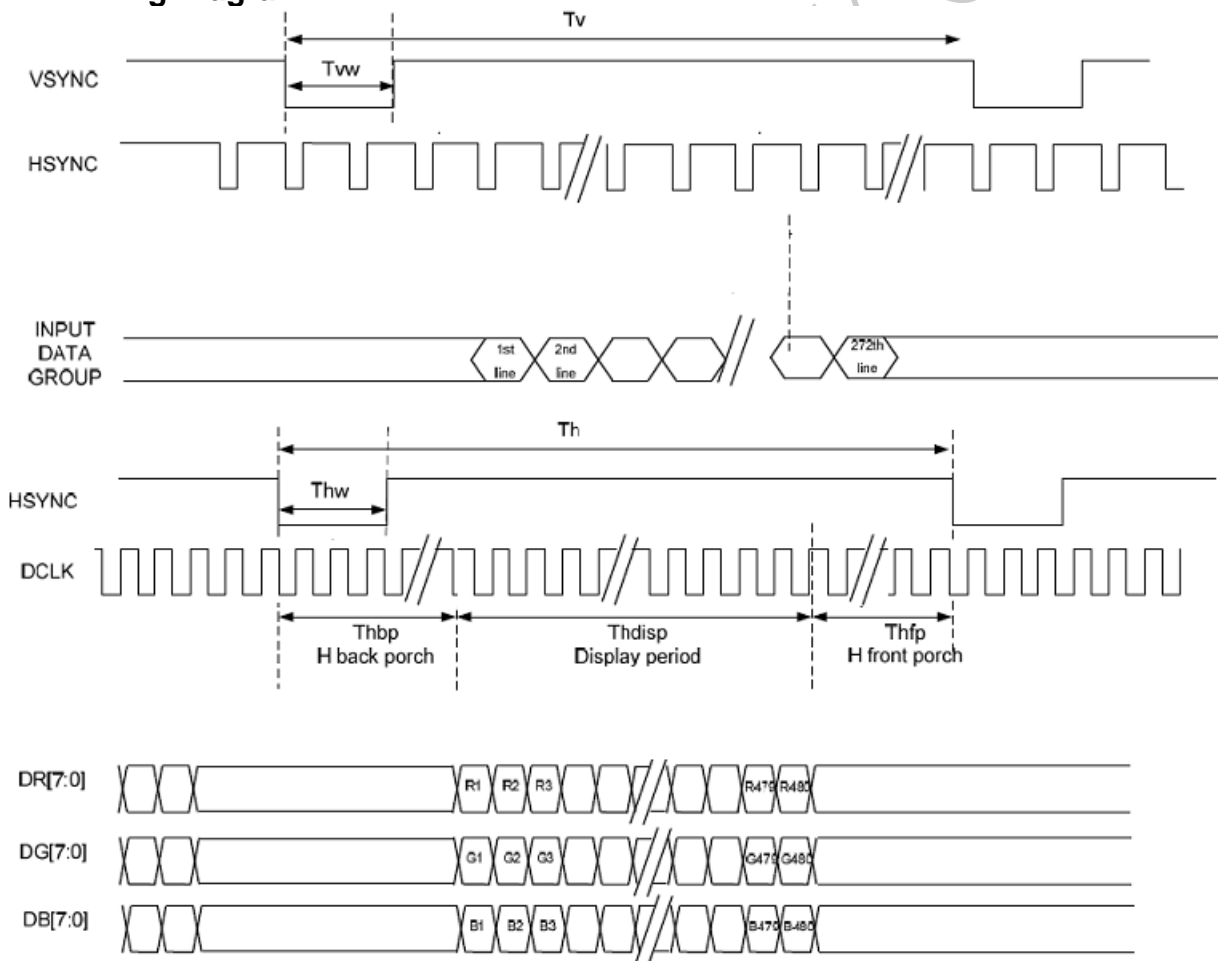 Tv
Tvw
VSYNC
HSYNC
INPUT
DATA
GROUP
1st
line
2nd
line
272th
line
Th
Thw
HSYNC
DCLK
Thbp
H back porch
Thdisp
Display period
Thfp
H front porch
DR[7:0]
R1 R2 R3 R479 R480
DG[7:0]
G1 G2 G3 G479 G480
DB[7:0]
B1 B2 B3 B479 B480